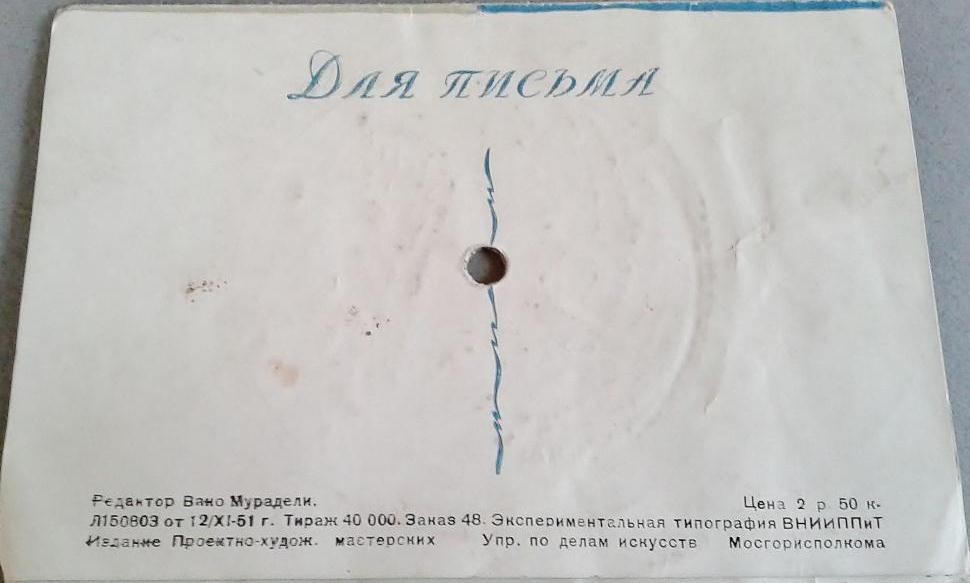 Для письма
Редактор Вано Мурадели. Цена 2 р. 50 к.
Л150803 от 12/XI-51 г. Тираж 40 000. Заказ 48. Экспериментальная типография ВНИИППиТ
Издание Проектно-худож. мастерских Упр. по делам искусств Мосгорисполкома